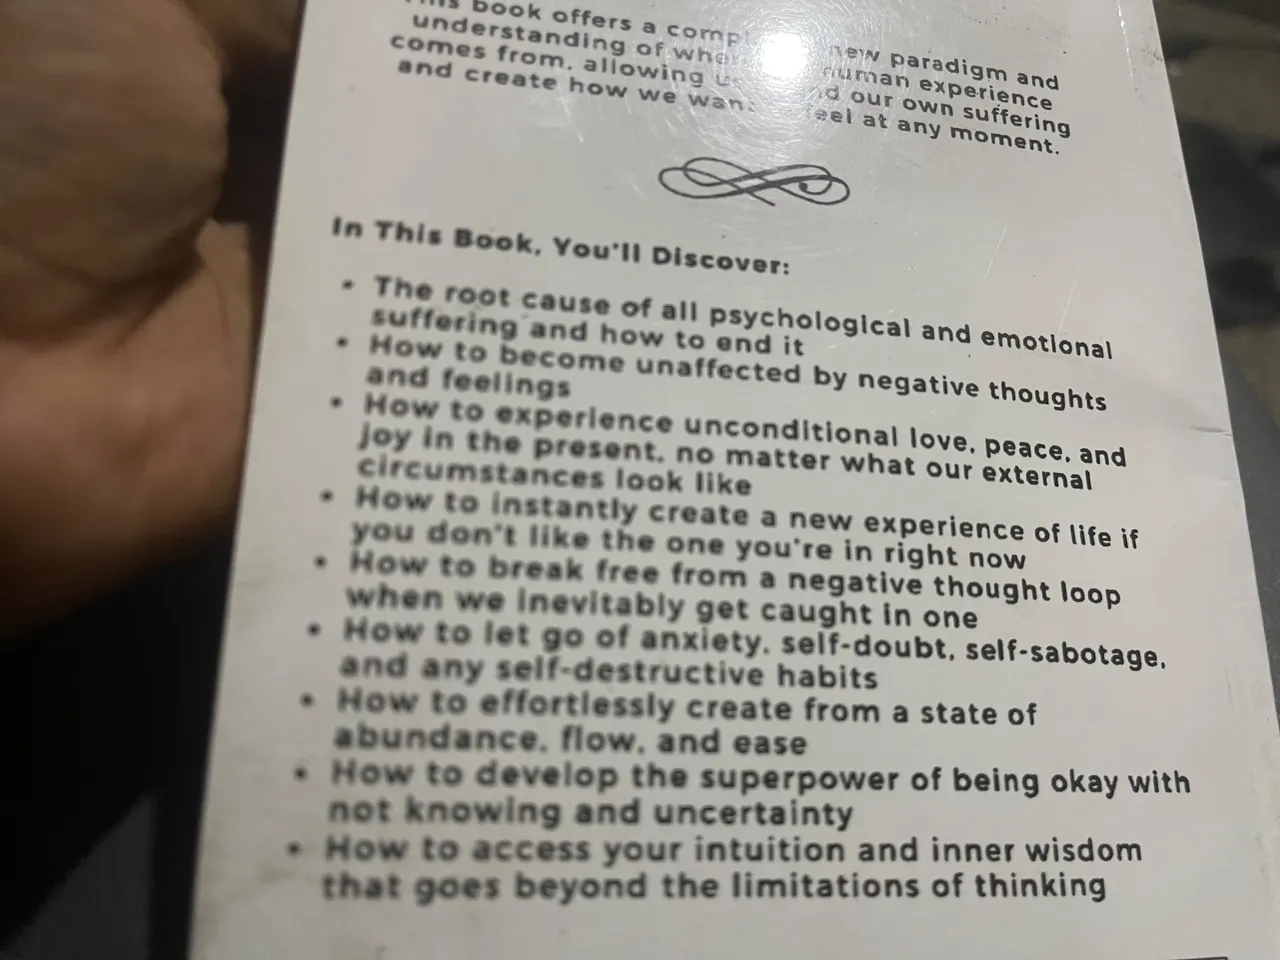 This book offers a new paradigm and
understanding of human experience
comes from, allowing our own suffering
and create how we want feel at any moment.
In This Book, You'll Discover:
• The root cause of all psychological and emotional
suffering and how to end it
• How to become unaffected by negative thoughts
and feelings
• How to experience unconditional love, peace, and
joy in the present, no matter what our external
circumstances look like
• How to instantly create a new experience of life if
you don't like the one you're in right now
• How to break free from a negative thought loop
when we inevitably get caught in one
• How to let go of anxiety, self-doubt, self-sabotage,
and any self-destructive habits
• How to effortlessly create from a state of
abundance, flow, and ease
• How to develop the superpower of being okay with
not knowing and uncertainty
• How to access your intuition and inner wisdom
that goes beyond the limitations of thinking